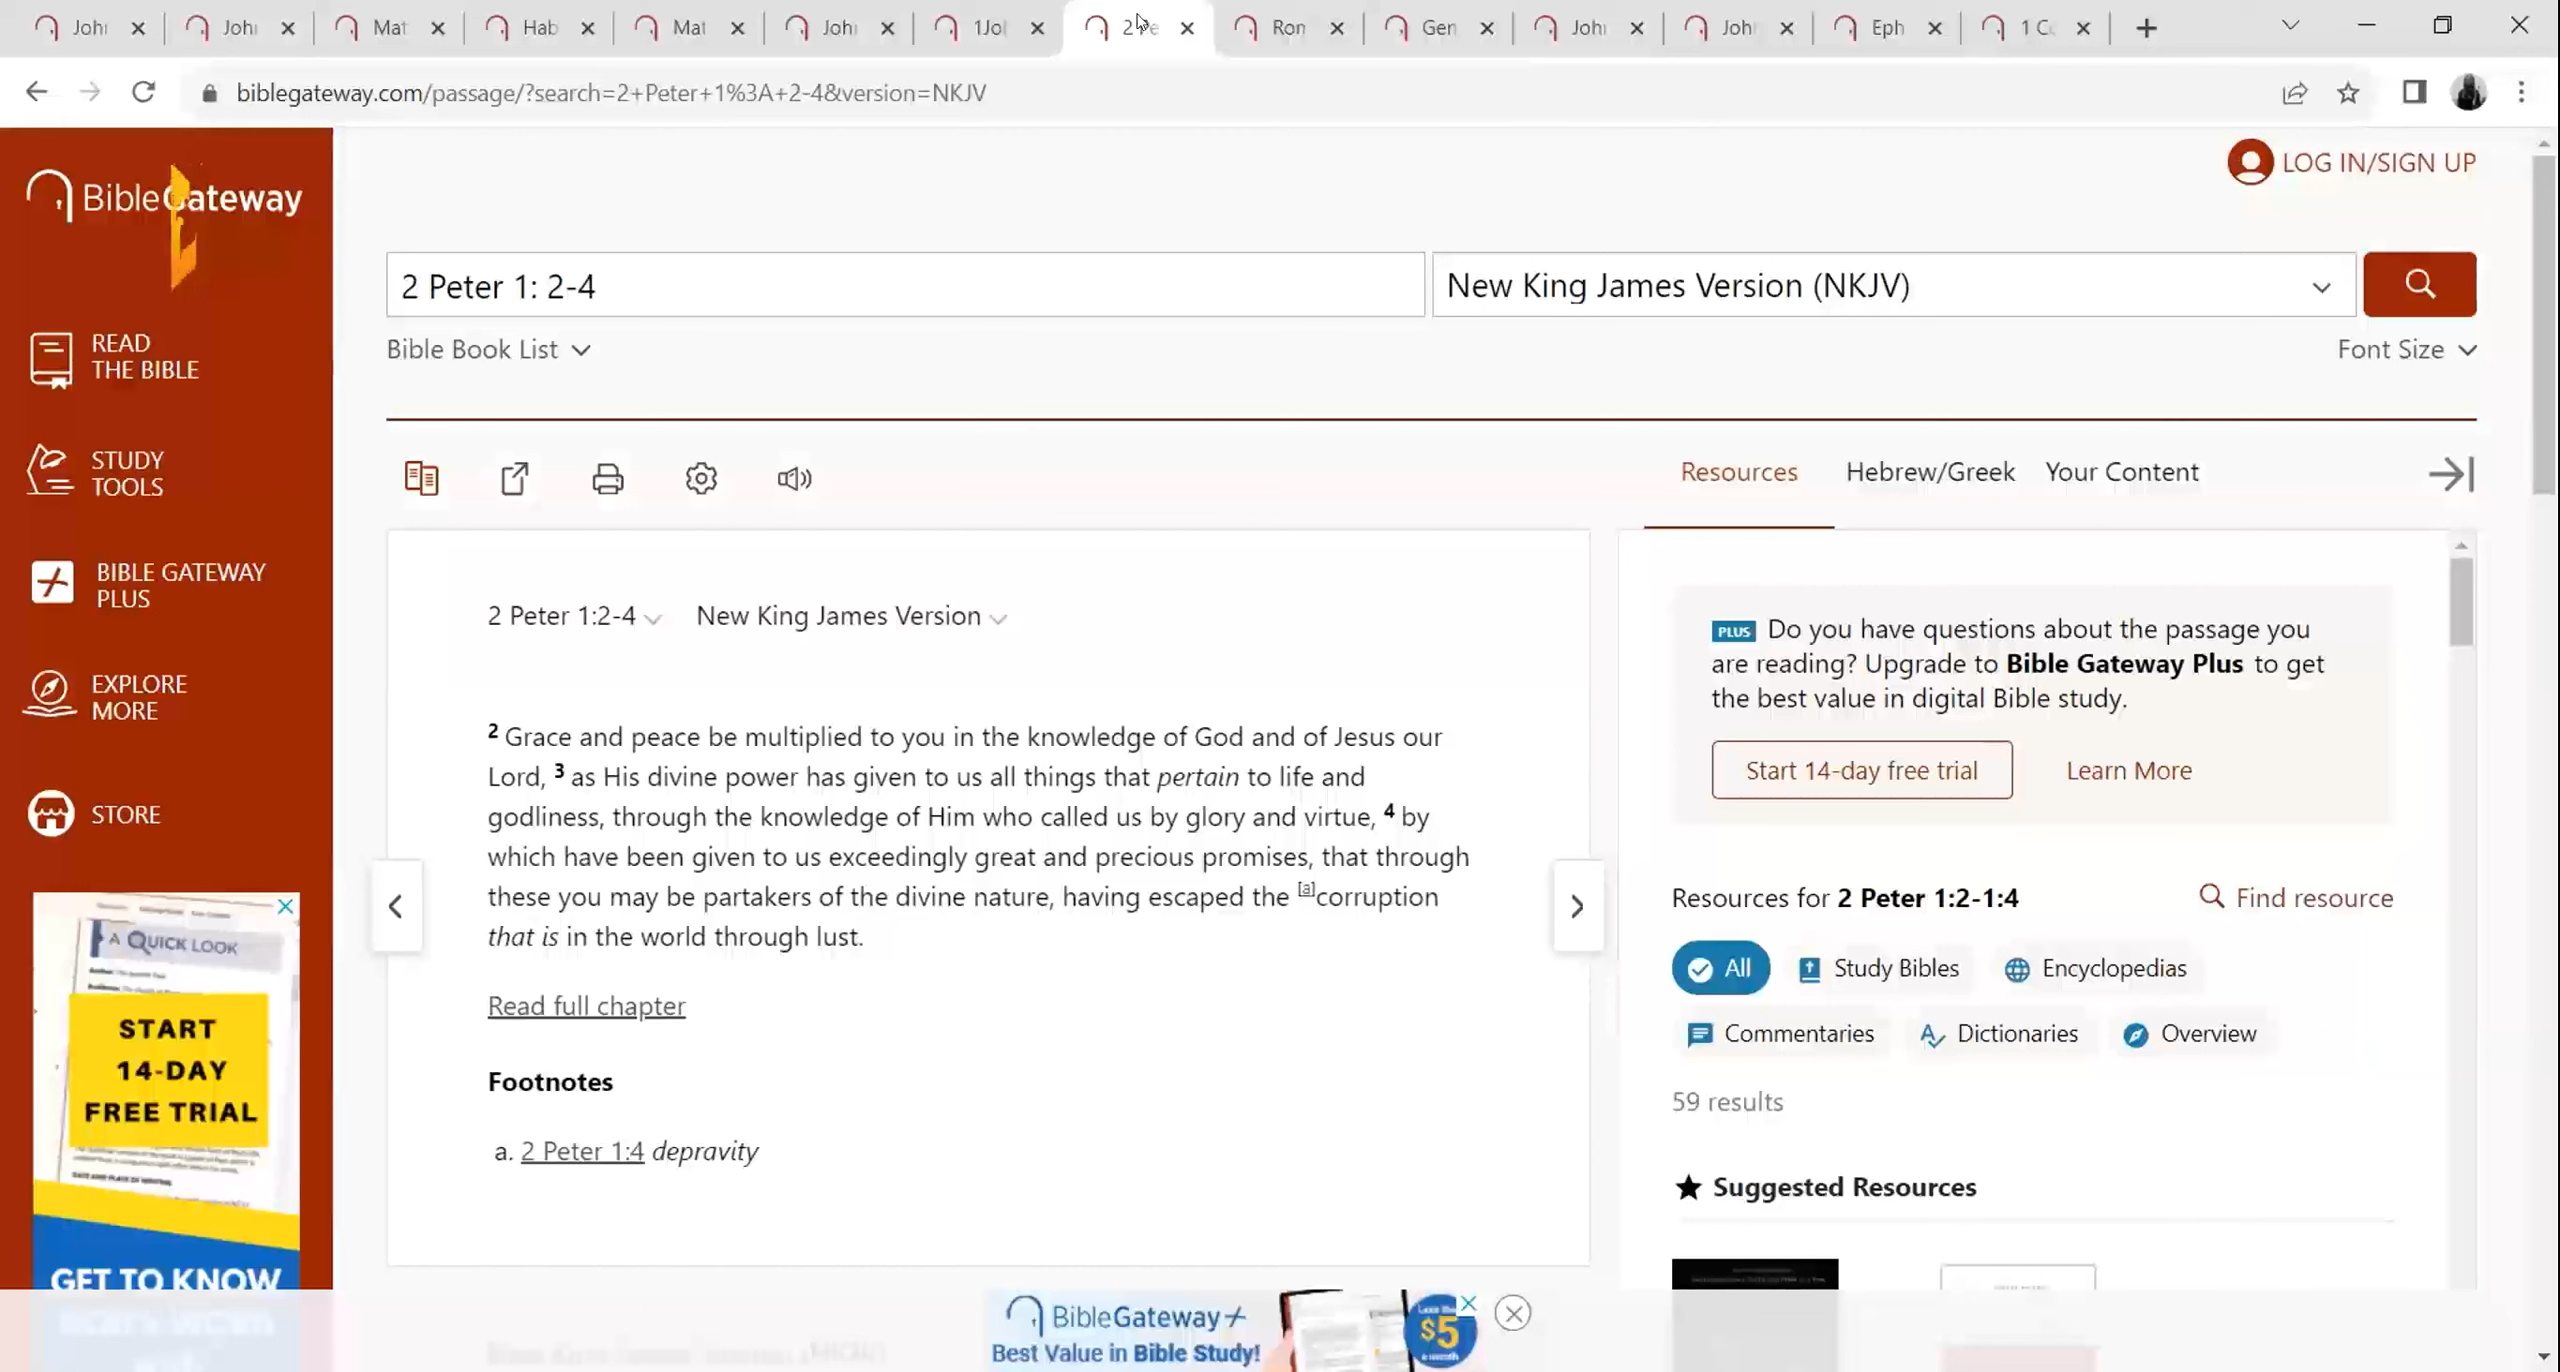 Joh
Joh
Mat
Hab
Mat
Joh
1Jo
2 Pe
Rom
Gen
Joh
Joh
Eph
1 Co
biblegateway.com/passage/?search=2+Peter+1%3A+2-4&version=NKJV
BibleGateway
LOG IN/SIGN UP
2 Peter 1: 2-4
New King James Version (NKJV)
Bible Book List
Font Size
READ
THE BIBLE
STUDY
TOOLS
BIBLE GATEWAY
PLUS
EXPLORE
MORE
STORE
Resources
Hebrew/Greek
Your Content
2 Peter 1:2-4
New King James Version
2 Grace and peace be multiplied to you in the knowledge of God and of Jesus our
Lord, 3 as His divine power has given to us all things that pertain to life and
godliness, through the knowledge of Him who called us by glory and virtue, 4 by
which have been given to us exceedingly great and precious promises, that through
these you may be partakers of the divine nature, having escaped the [a]corruption
that is in the world through lust.
Read full chapter
Footnotes
a. 2 Peter 1:4 depravity
PLUS Do you have questions about the passage you
are reading? Upgrade to Bible Gateway Plus to get
the best value in digital Bible study.
Start 14-day free trial
Learn More
Resources for 2 Peter 1:2-1:4
Find resource
All
Study Bibles
Encyclopedias
Commentaries
Dictionaries
Overview
59 results
Suggested Resources
A QUICK LOOK
START
14-DAY
FREE TRIAL
GET TO KNOW
BibleGateway+
Best Value in Bible Study!
$5